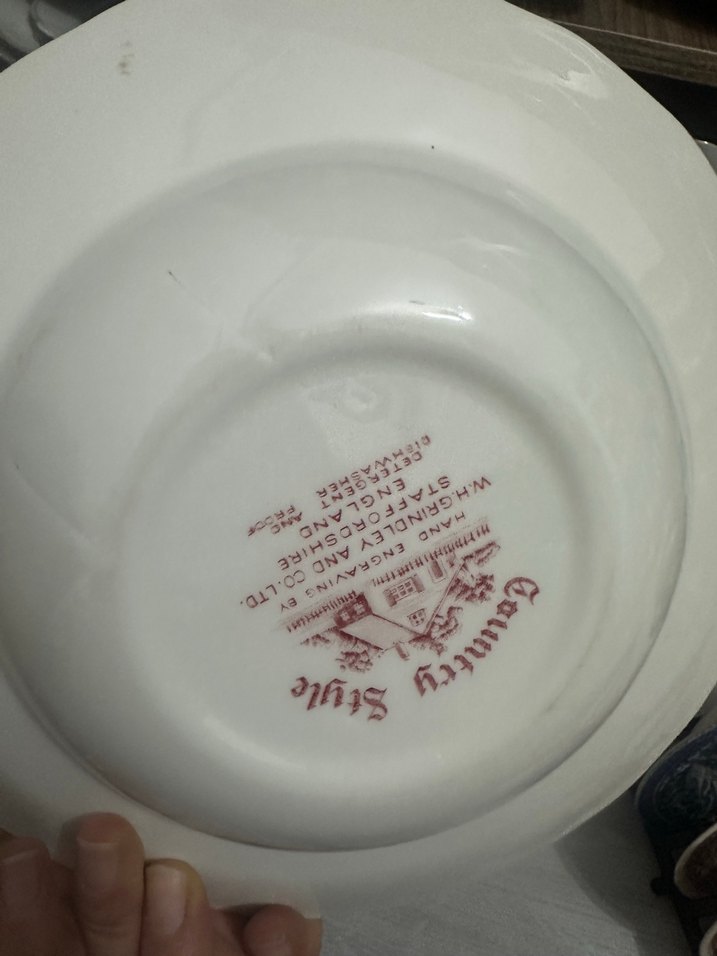 Country Style
HAND ENGRAVING BY
W.H.GRINDLEY AND CO.LTD.
STAFFORDSHIRE
ENGLAND
DETERGENT AND
DISHWASHER PROOF